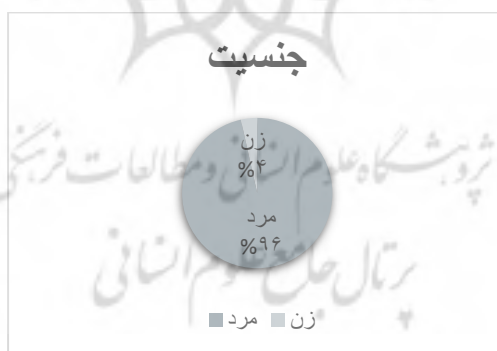 جنسیت
زن
%۴
پژوهشگاه علوم انسانی و مطالعات فرهنگی
مرد
%۹۶
پرتال جامع علوم انسانی
مرد زن